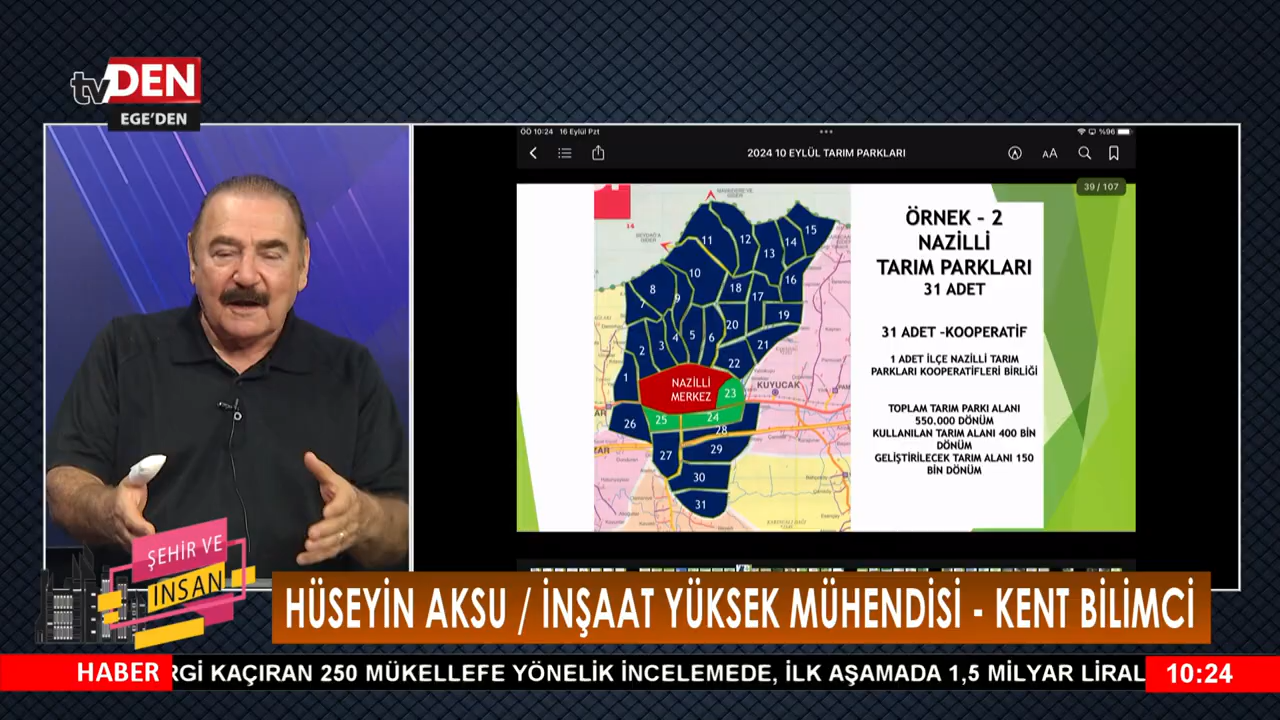 tvDEN
EGE'DEN
ÖÖ 10:24 16 Eylül Pzt
%96
2024 10 EYLÜL TARIM PARKLARI
AA
39 / 107
14
11
12
13
14
15
10
8
9
7
18
17
16
19
20
21
22
2
3
4
5
6
1
NAZİLLİ
MERKEZ
23
KUYUCAK
24
25
26
28
27
29
30
31
ÖRNEK - 2
NAZİLLİ
TARIM PARKLARI
31 ADET
31 ADET -KOOPERATİF
1 ADET İLÇE NAZİLLİ TARIM
PARKLARI KOOPERATİFLERİ BİRLİĞİ
TOPLAM TARIM PARKI ALANI
550.000 DÖNÜM
KULLANILAN TARIM ALANI 400 BİN
DÖNÜM
GELİŞTİRİLECEK TARIM ALANI 150
BİN DÖNÜM
ŞEHİR VE
İNSAN
HÜSEYİN AKSU / İNŞAAT YÜKSEK MÜHENDİSİ - KENT BİLİMCİ
HABER
RGİ KAÇIRAN 250 MÜKELLEFE YÖNELİK İNCELEMEDE, İLK AŞAMADA 1,5 MİLYAR LİRAL
10:24